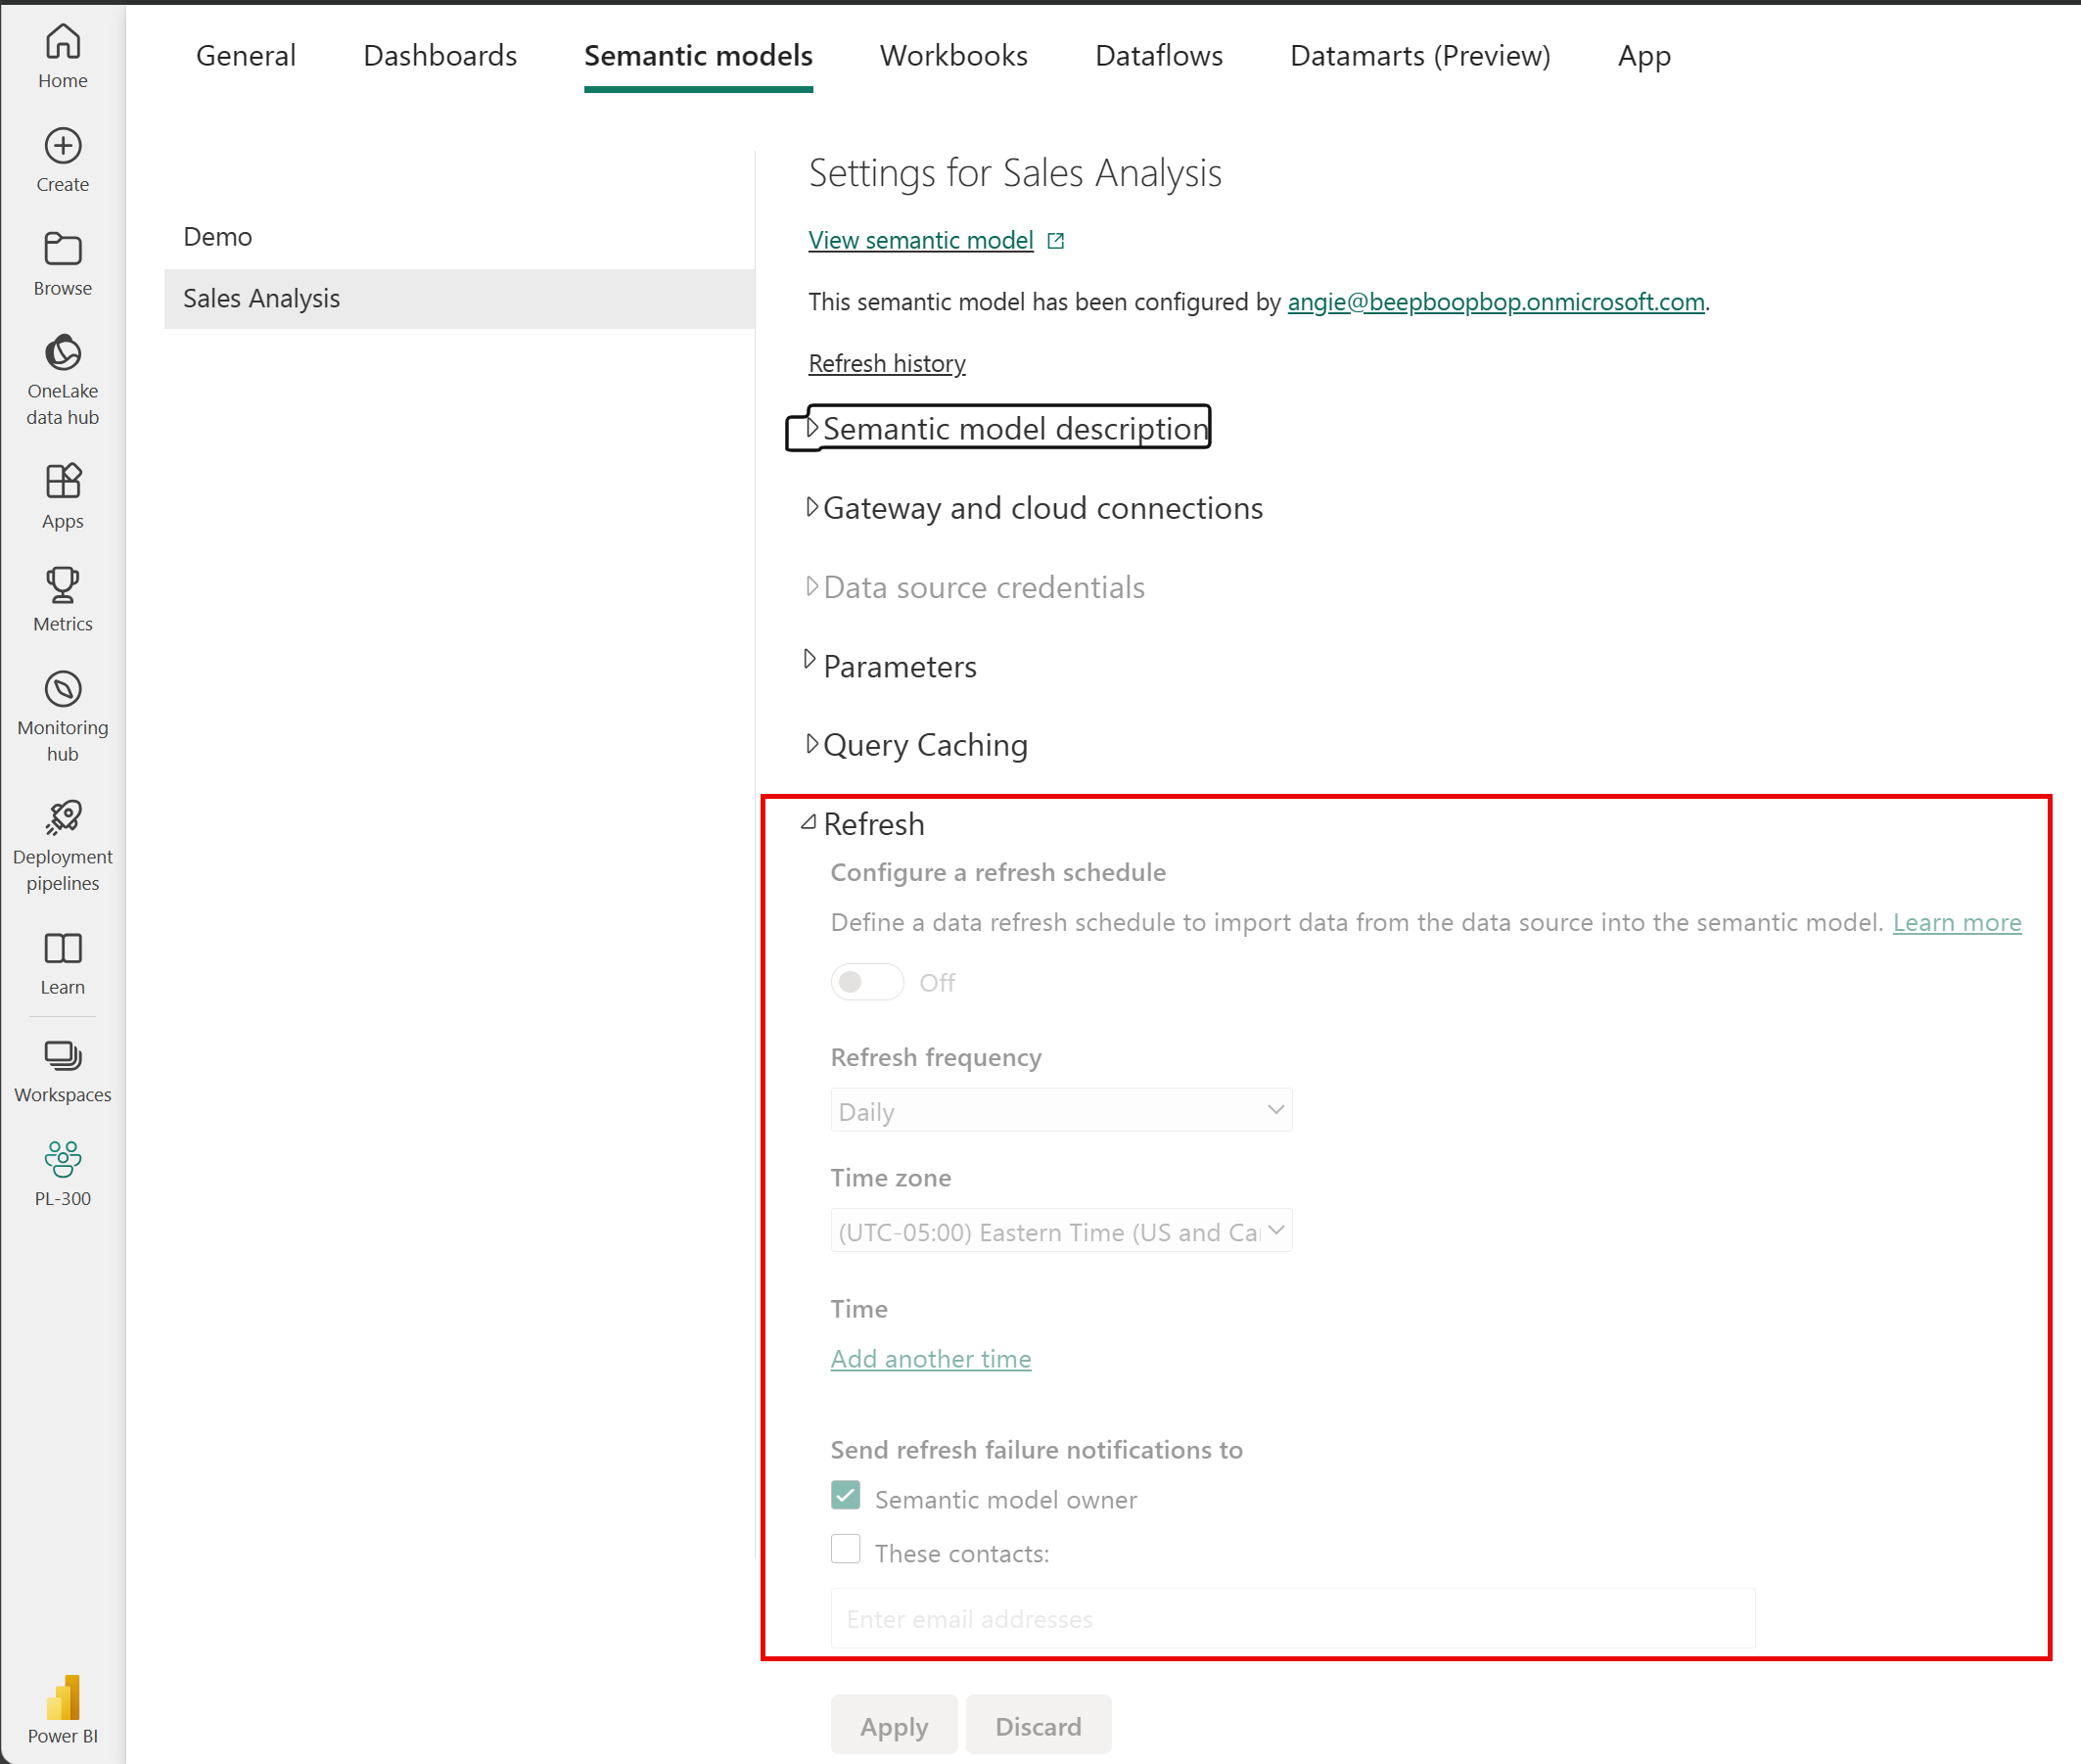 Home
Create
Browse
OneLake
data hub
Apps
Metrics
Monitoring
hub
Deployment
pipelines
Learn
Workspaces
PL-300
Power BI
General Dashboards Semantic models Workbooks Dataflows Datamarts (Preview) App
Demo
Sales Analysis
Settings for Sales Analysis
View semantic model
This semantic model has been configured by angie@beepboopbop.onmicrosoft.com.
Refresh history
Semantic model description
Gateway and cloud connections
Data source credentials
Parameters
Query Caching
Refresh
Configure a refresh schedule
Define a data refresh schedule to import data from the data source into the semantic model. Learn more
Off
Refresh frequency
Daily
Time zone
(UTC-05:00) Eastern Time (US and Ca
Time
Add another time
Send refresh failure notifications to
Semantic model owner
These contacts:
Enter email addresses
Apply Discard